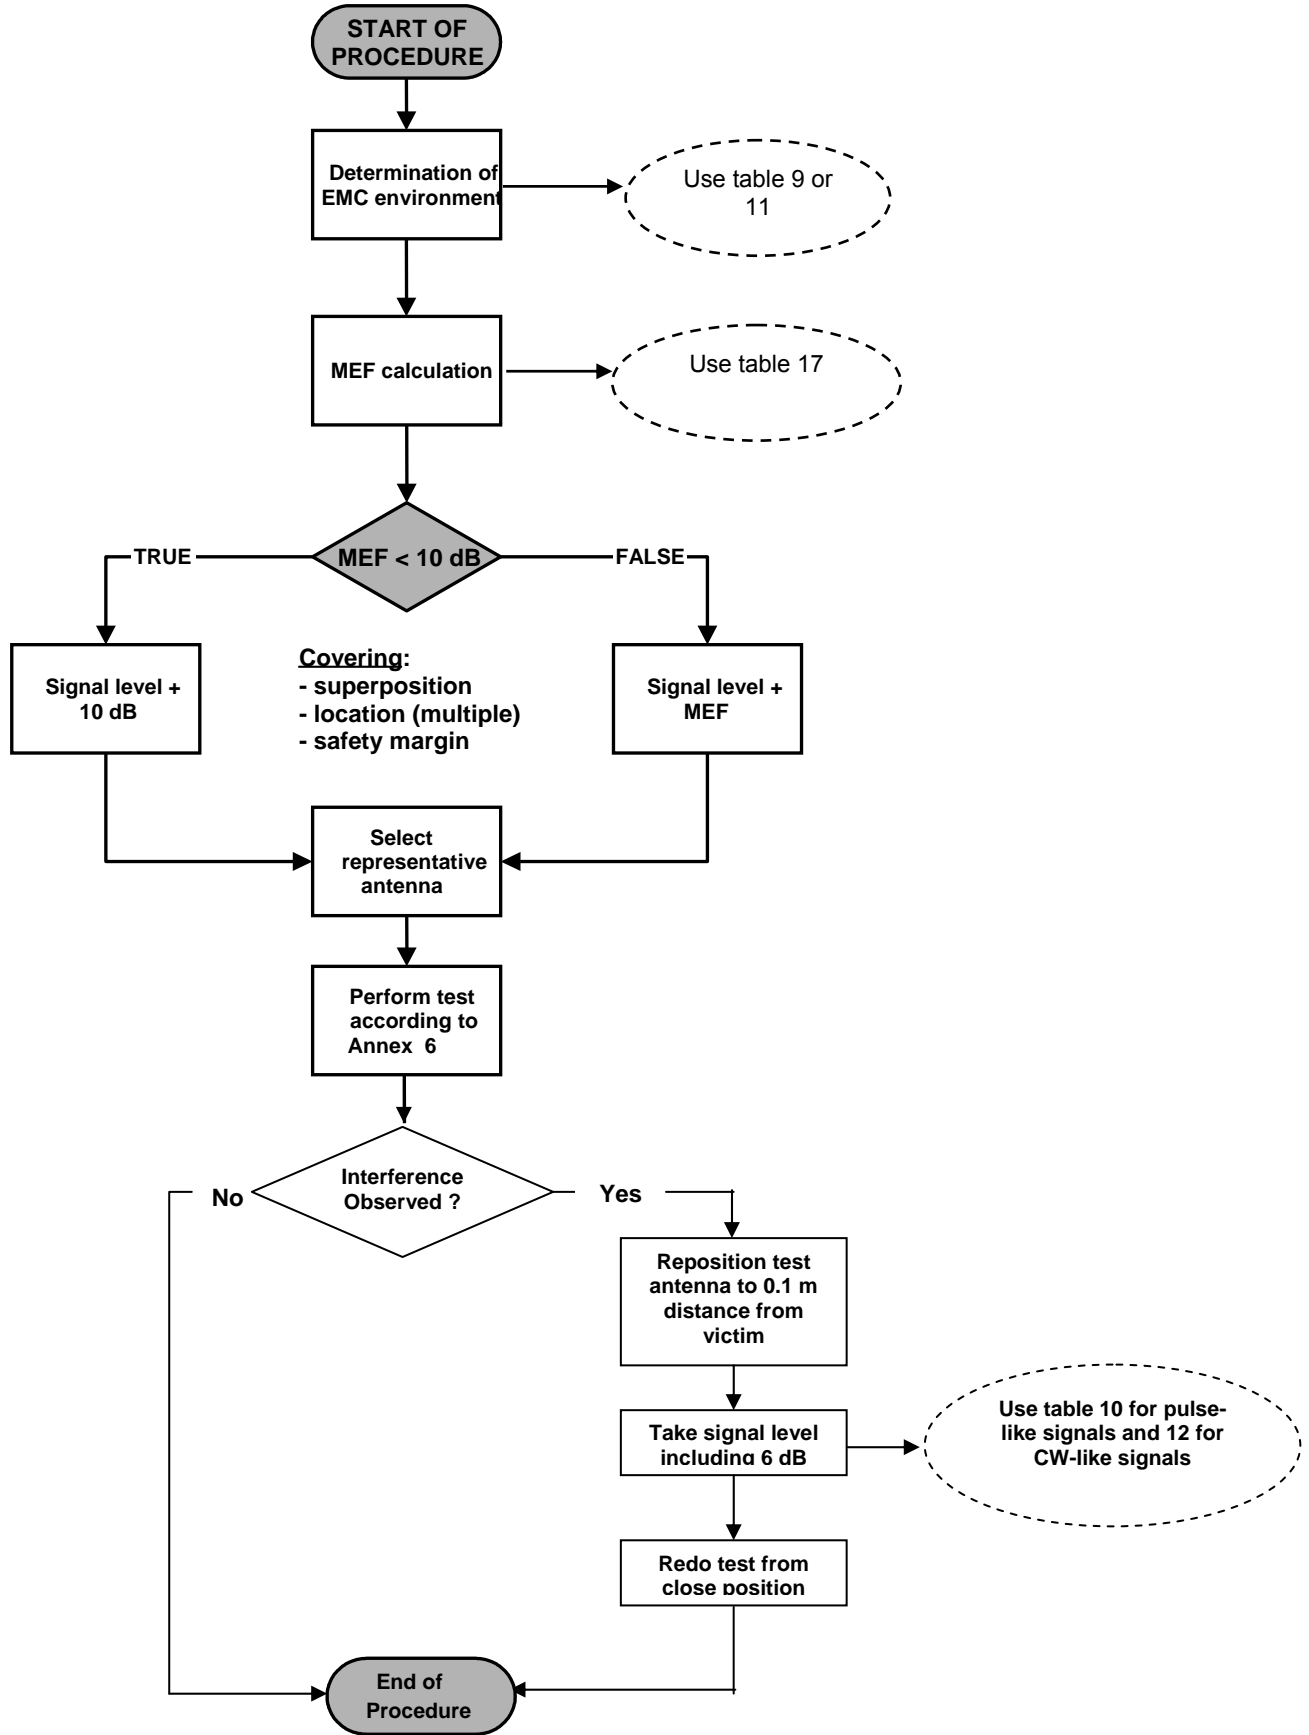 START OF
PROCEDURE
Determination of
EMC environment
Use table 9 or
11
MEF calculation
Use table 17
MEF < 10 dB
TRUE
FALSE
Signal level +
10 dB
Covering:
- superposition
- location (multiple)
- safety margin
Signal level +
MEF
Select
representative
antenna
Perform test
according to
Annex 6
Interference
Observed ?
No
Yes
Reposition test
antenna to 0.1 m
distance from
victim
Take signal level
including 6 dB
Use table 10 for pulse-
like signals and 12 for
CW-like signals
Redo test from
close position
End of
Procedure